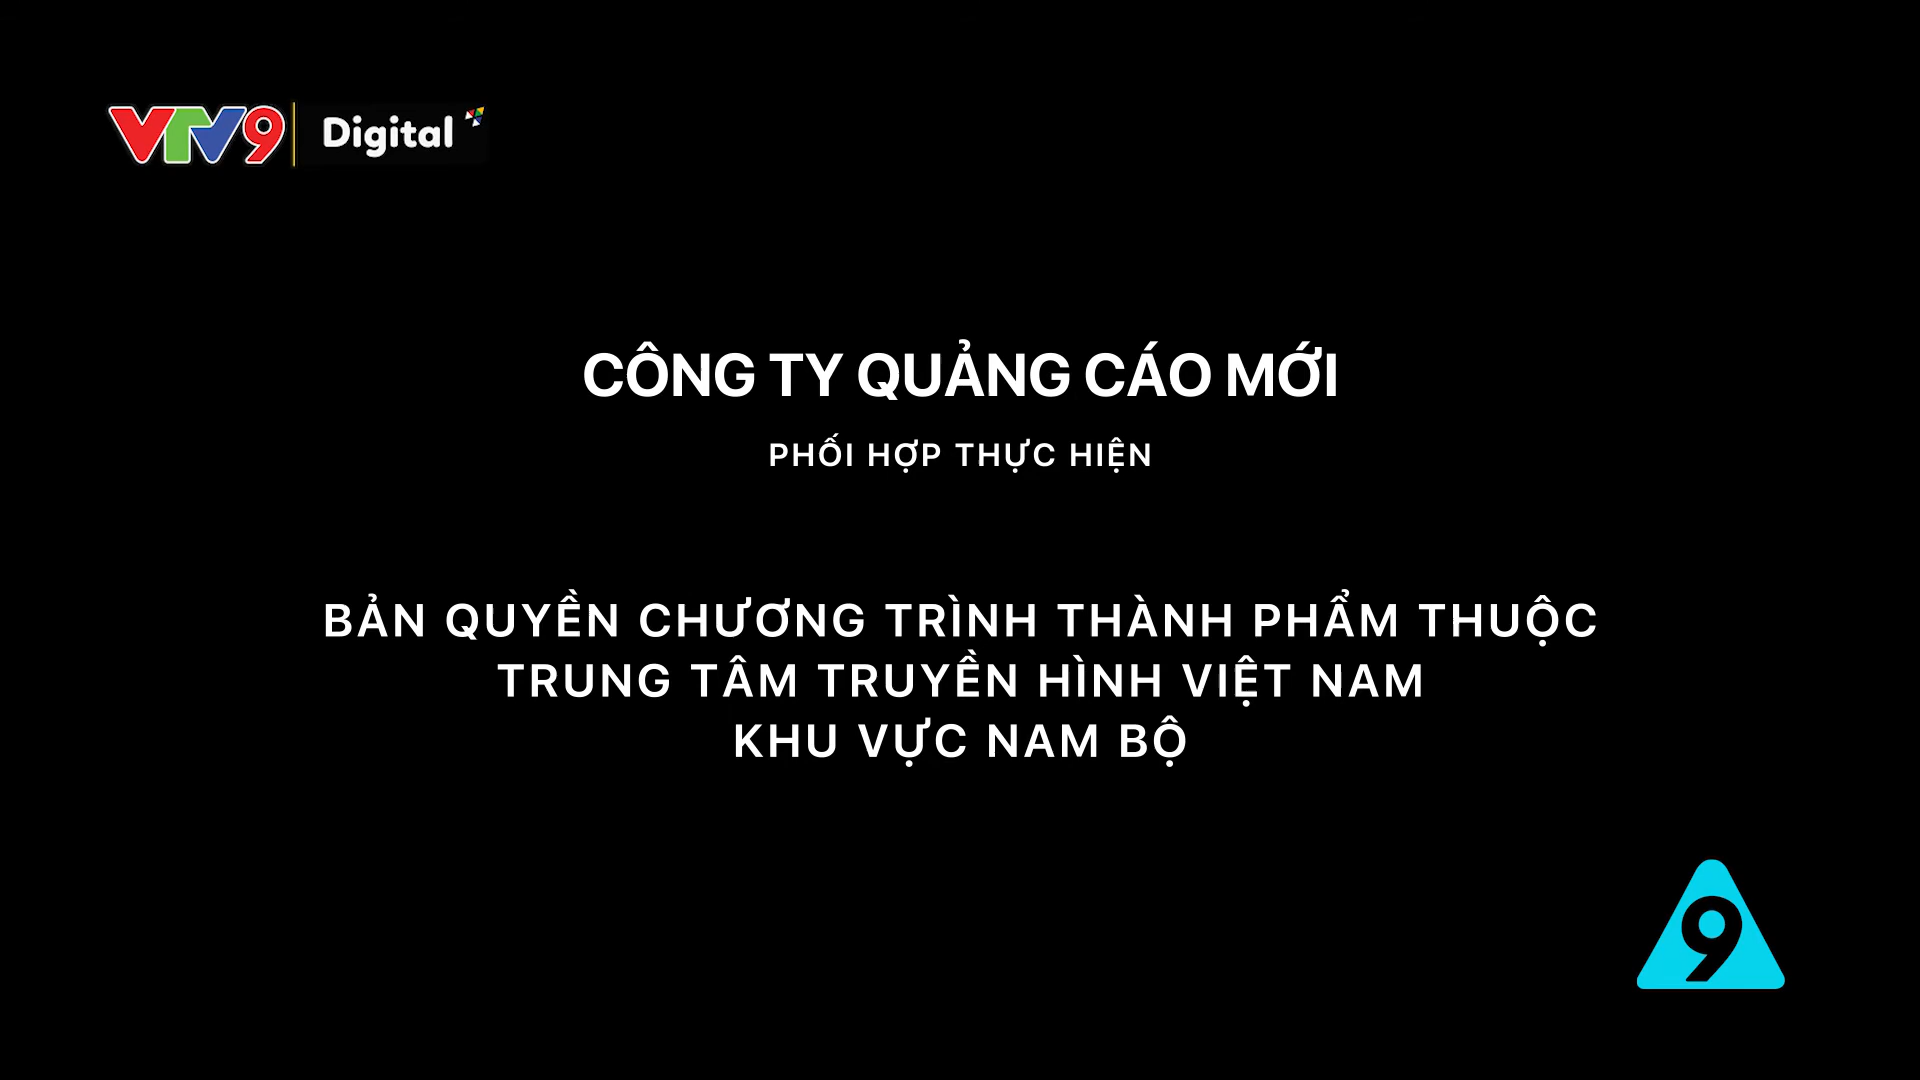 VTV9 Digital
CÔNG TY QUẢNG CÁO MỚI
PHỐI HỢP THỰC HIỆN
BẢN QUYỀN CHƯƠNG TRÌNH THÀNH PHẨM THUỘC
TRUNG TÂM TRUYỀN HÌNH VIỆT NAM
KHU VỰC NAM BỘ
9